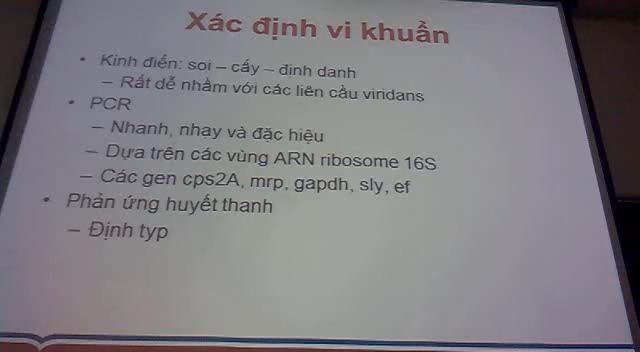 Xác định vi khuẩn
• Kinh điển: soi – cấy – định danh
– Rất dễ nhầm với các liên cầu viridans
• PCR
– Nhanh, nhay và đặc hiệu
– Dựa trên các vùng ARN ribosome 16S
– Các gen cps2A, mrp, gapdh, sly, ef
• Phản ứng huyết thanh
– Định typ